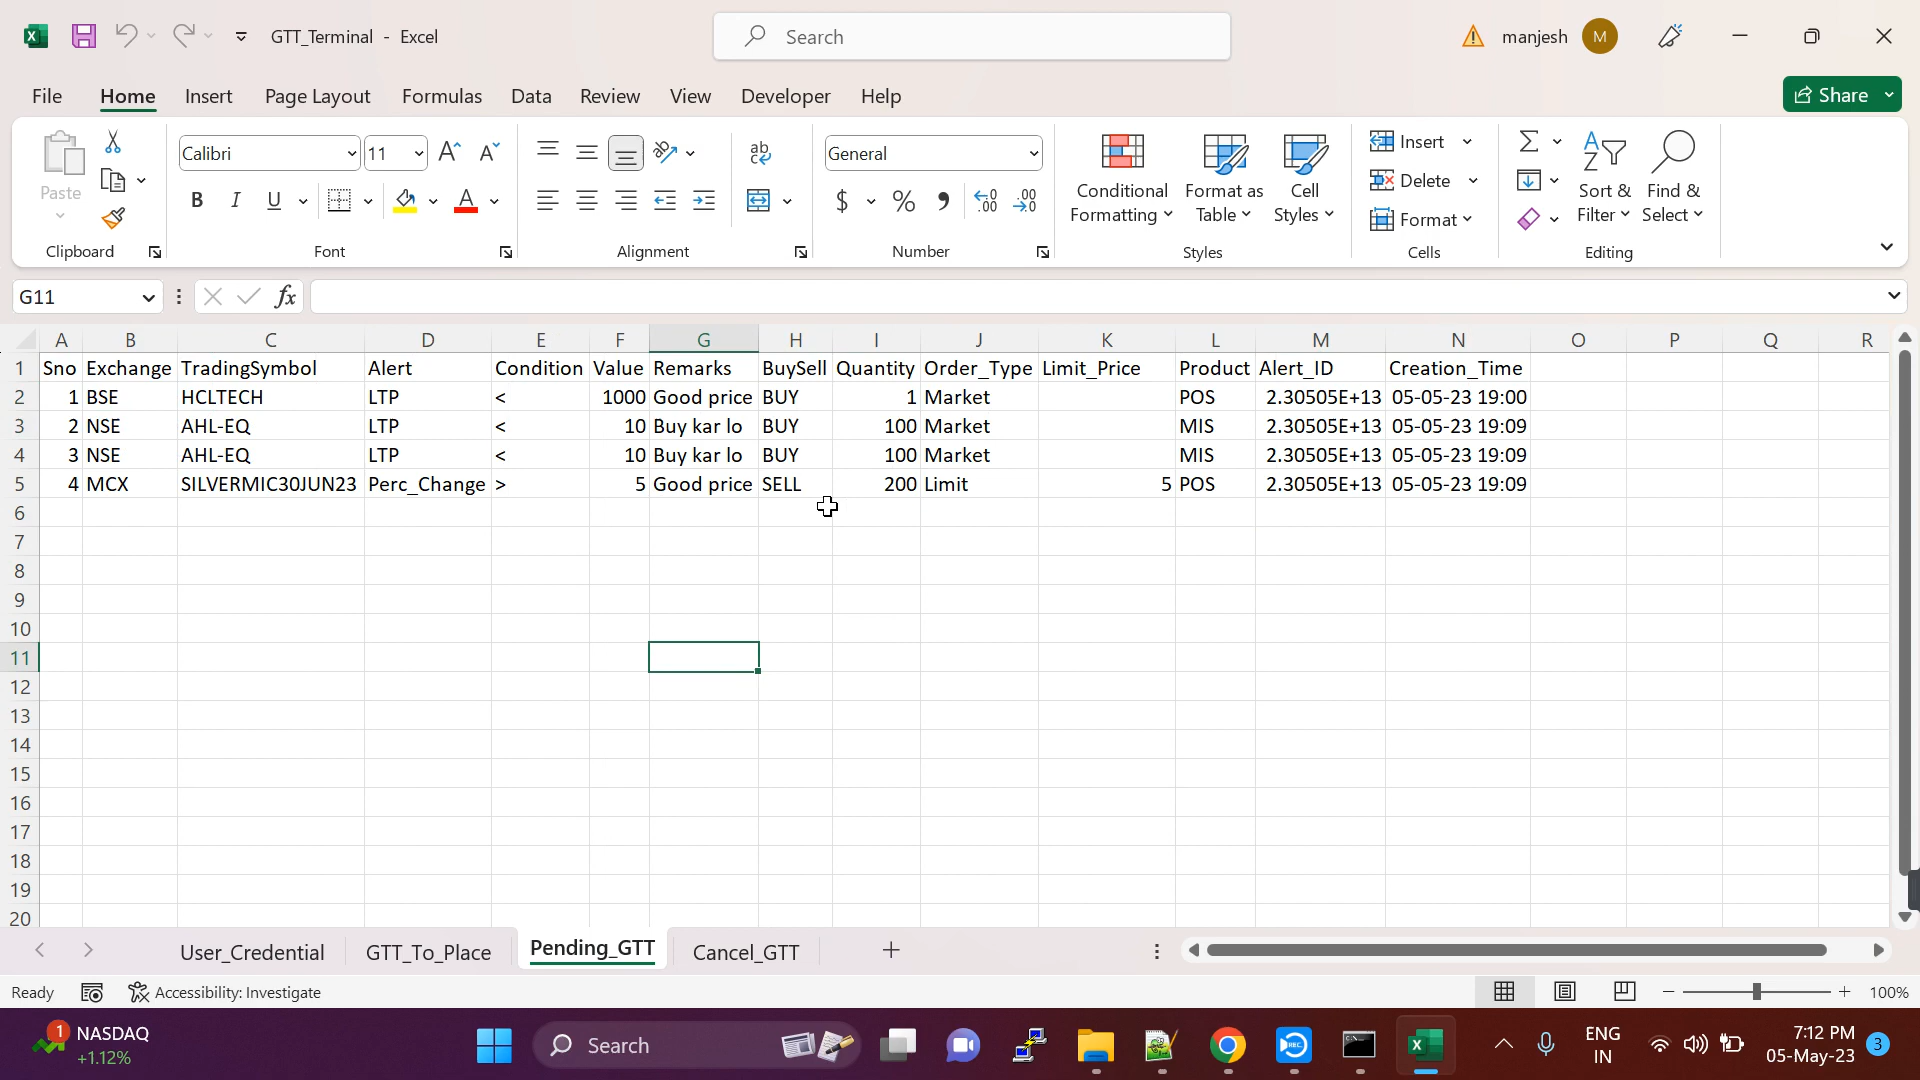 GTT_Terminal - Excel
Search
manjesh
M
File Home Insert Page Layout Formulas Data Review View Developer Help
Share
Paste
Calibri
11
B I U
A
ab
General
$ % 9
Conditional Formatting
Format as Table
Cell Styles
Insert
Delete
Format
Sort & Filter
Find & Select
Clipboard
Font
Alignment
Number
Styles
Cells
Editing
G11
fx
A B C D E F G H I J K L M N O P Q R
1 Sno Exchange TradingSymbol Alert Condition Value Remarks BuySell Quantity Order_Type Limit_Price Product Alert_ID Creation_Time
2 1 BSE HCLTECH LTP < 1000 Good price BUY 1 Market POS 2.30505E+13 05-05-23 19:00
3 2 NSE AHL-EQ LTP < 10 Buy kar lo BUY 100 Market MIS 2.30505E+13 05-05-23 19:09
4 3 NSE AHL-EQ LTP < 10 Buy kar lo BUY 100 Market MIS 2.30505E+13 05-05-23 19:09
5 4 MCX SILVERMIC30JUN23 Perc_Change > 5 Good price SELL 200 Limit 5 POS 2.30505E+13 05-05-23 19:09
6
7
8
9
10
11
12
13
14
15
16
17
18
19
20
User_Credential GTT_To_Place Pending_GTT Cancel_GTT
Ready
Accessibility: Investigate
100%
1
NASDAQ
+1.12%
Search
REC
ENG
IN
7:12 PM
05-May-23
3